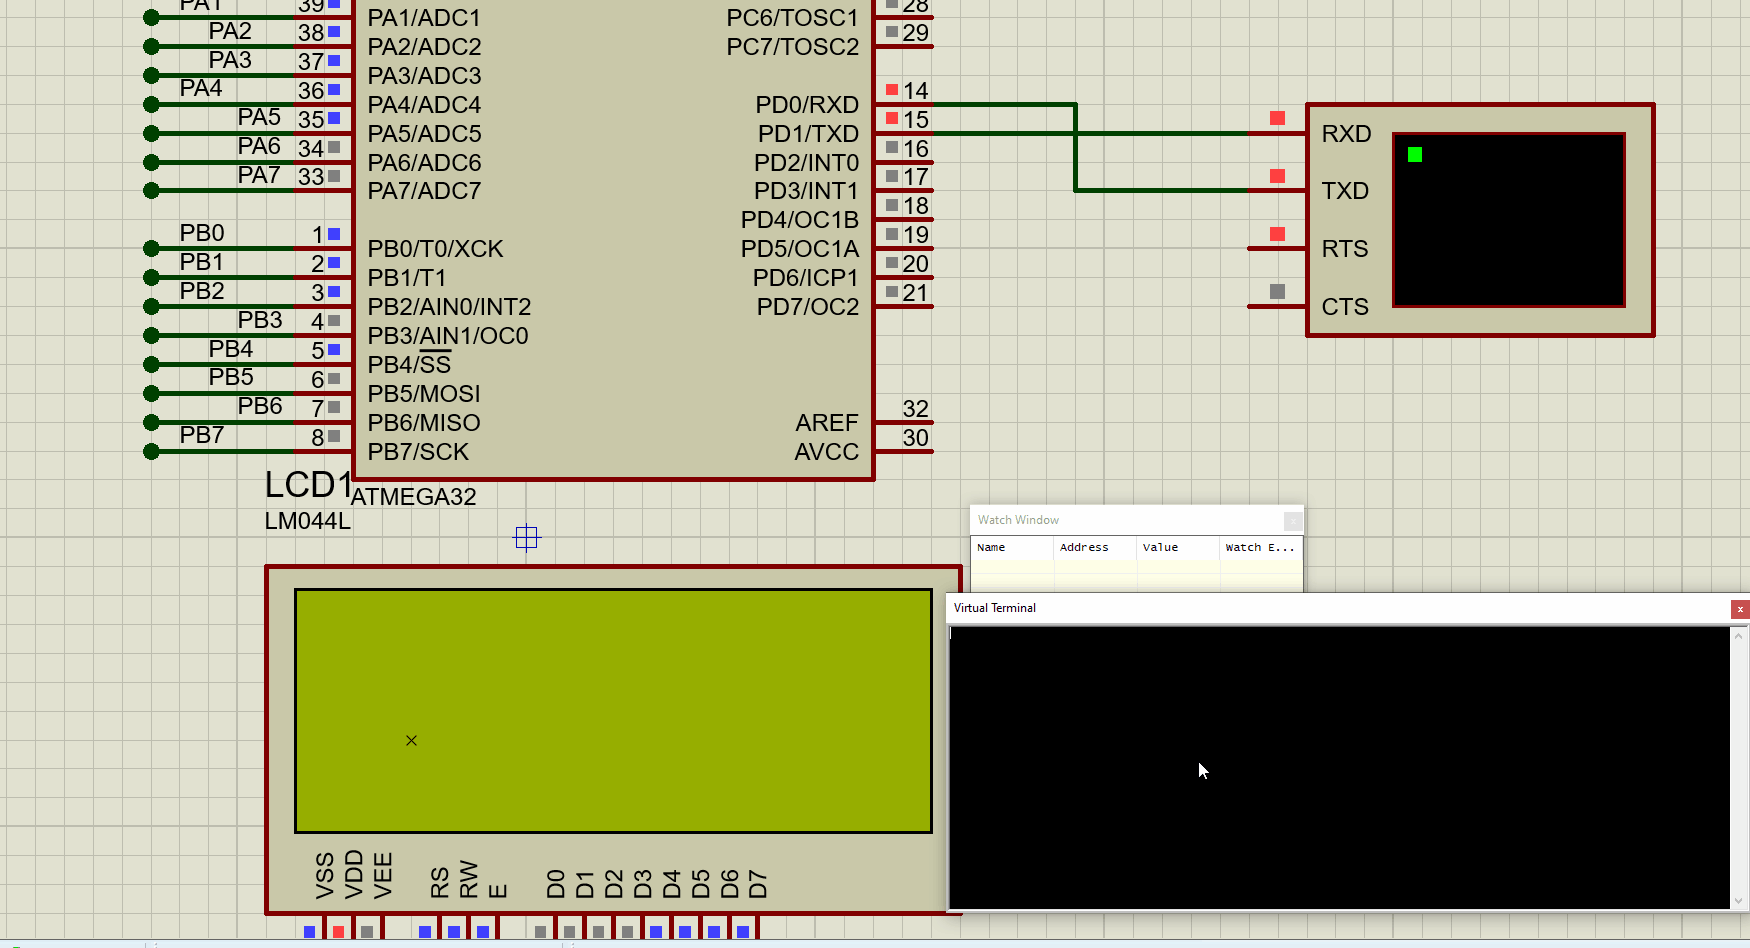 PA1 39 PA1/ADC1 PC6/TOSC1 28
PA2 38 PA2/ADC2 PC7/TOSC2 29
PA3 37 PA3/ADC3
PA4 36 PA4/ADC4 PD0/RXD 14
PA5 35 PA5/ADC5 PD1/TXD 15 RXD
PA6 34 PA6/ADC6 PD2/INT0 16
PA7 33 PA7/ADC7 PD3/INT1 17 TXD
PD4/OC1B 18
PB0 1 PB0/T0/XCK PD5/OC1A 19 RTS
PB1 2 PB1/T1 PD6/ICP1 20
PB2 3 PB2/AIN0/INT2 PD7/OC2 21 CTS
PB3 4 PB3/AIN1/OC0
PB4 5 PB4/SS
PB5 6 PB5/MOSI
PB6 7 PB6/MISO AREF 32
PB7 8 PB7/SCK AVCC 30
LCD1
ATMEGA32
LM044L
Watch Window
Name Address Value Watch E...
Virtual Terminal
VSS VDD VEE RS RW E D0 D1 D2 D3 D4 D5 D6 D7